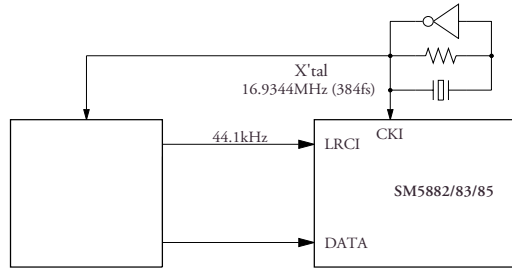 X'tal
16.9344MHz (384fs)
CKI
44.1kHz
LRCI
SM5882/83/85
DATA